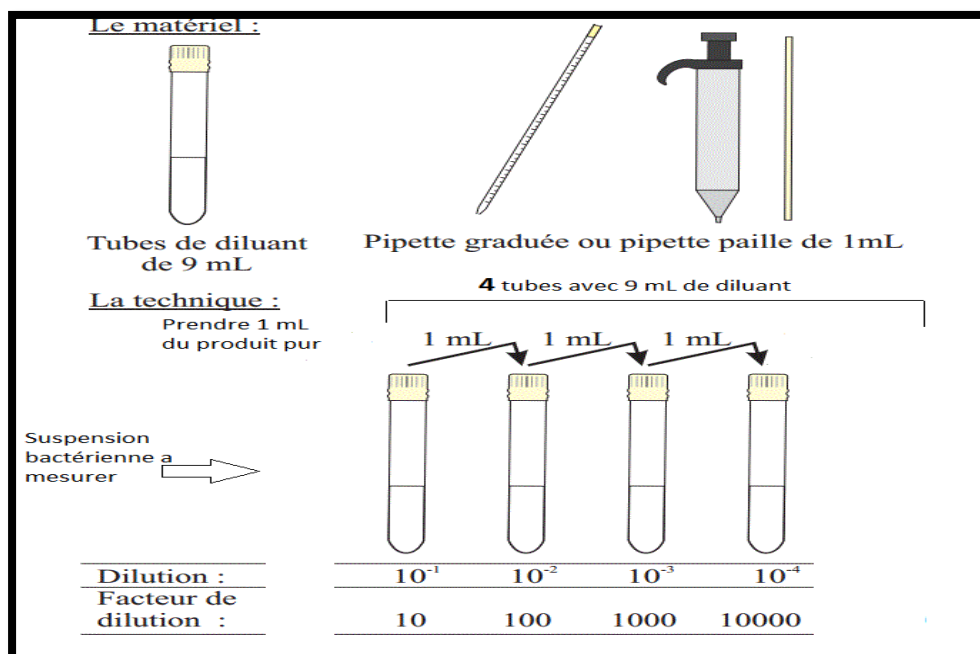 Le matériel :
Tubes de diluant
de 9 mL
Pipette graduée ou pipette paille de 1mL
La technique :
4 tubes avec 9 mL de diluant
Prendre 1 mL
du produit pur
1 mL 1 mL 1 mL
Suspension
bactérienne a
mesurer
Dilution : 10⁻¹ 10⁻² 10⁻³ 10⁻⁴
Facteur de
dilution : 10 100 1000 10000